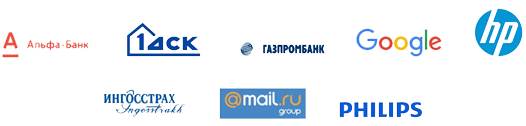 А Альфа·Банк
1ДСК
ГАЗПРОМБАНК
Google
hp
ИНГОССТРАХ
Ingosstrakh
@mail.ru
group
PHILIPS